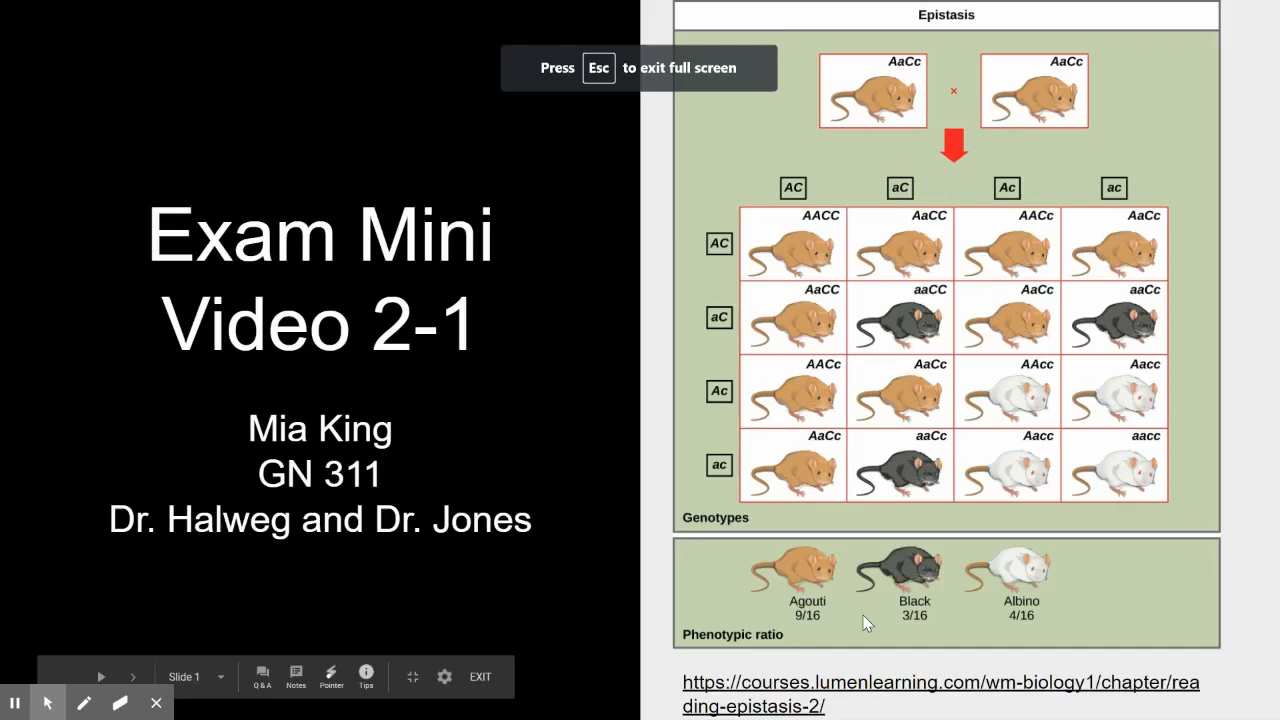 Epistasis
Press Esc to exit full screen
AaCc AaCc
×
AC aC Ac ac
AACC AaCC AACc AaCc
AC
AaCC aaCC AaCc aaCc
aC
AACc AaCc AAcc Aacc
Ac
AaCc aaCc Aacc aacc
ac
Genotypes
Agouti Black Albino
9/16 3/16 4/16
Phenotypic ratio
https://courses.lumenlearning.com/wm-biology1/chapter/rea
ding-epistasis-2/
Exam Mini
Video 2-1
Mia King
GN 311
Dr. Halweg and Dr. Jones
Slide 1 Q & A Notes Pointer Tips EXIT